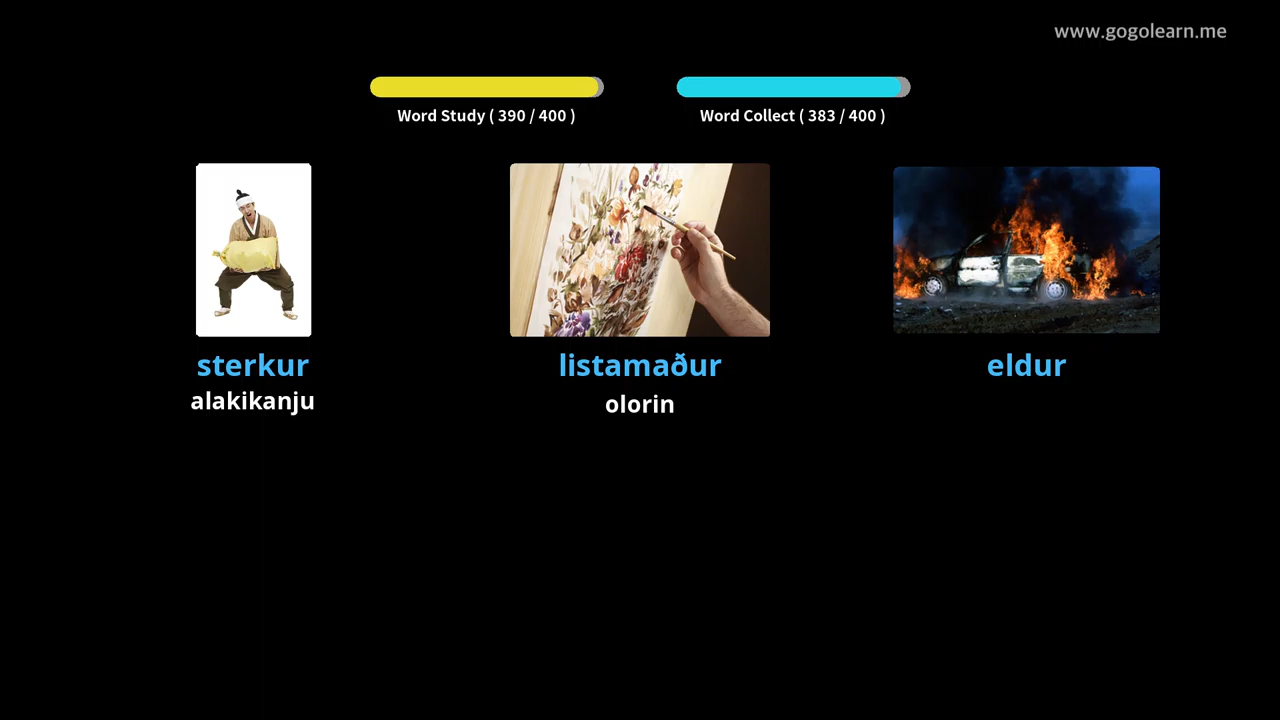 www.gogolearn.me
Word Study ( 390 / 400 )
Word Collect ( 383 / 400 )
sterkur
alakikanju
listamaður
olorin
eldur